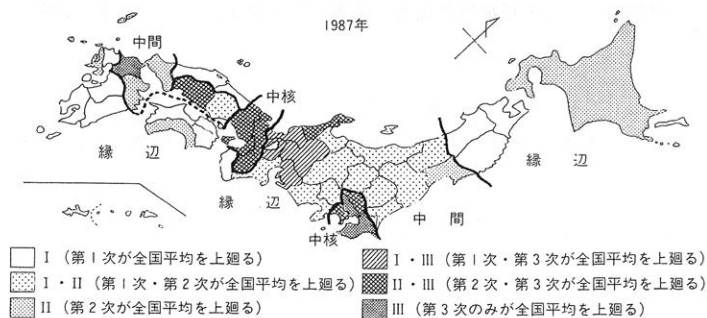 1987年
中間
中核
縁辺
縁辺
縁辺
中間
中核
I (第1次が全国平均を上廻る)
I・II (第1次・第2次が全国平均を上廻る)
II (第2次が全国平均を上廻る)
I・III (第1次・第3次が全国平均を上廻る)
II・III (第2次・第3次が全国平均を上廻る)
III (第3次のみが全国平均を上廻る)